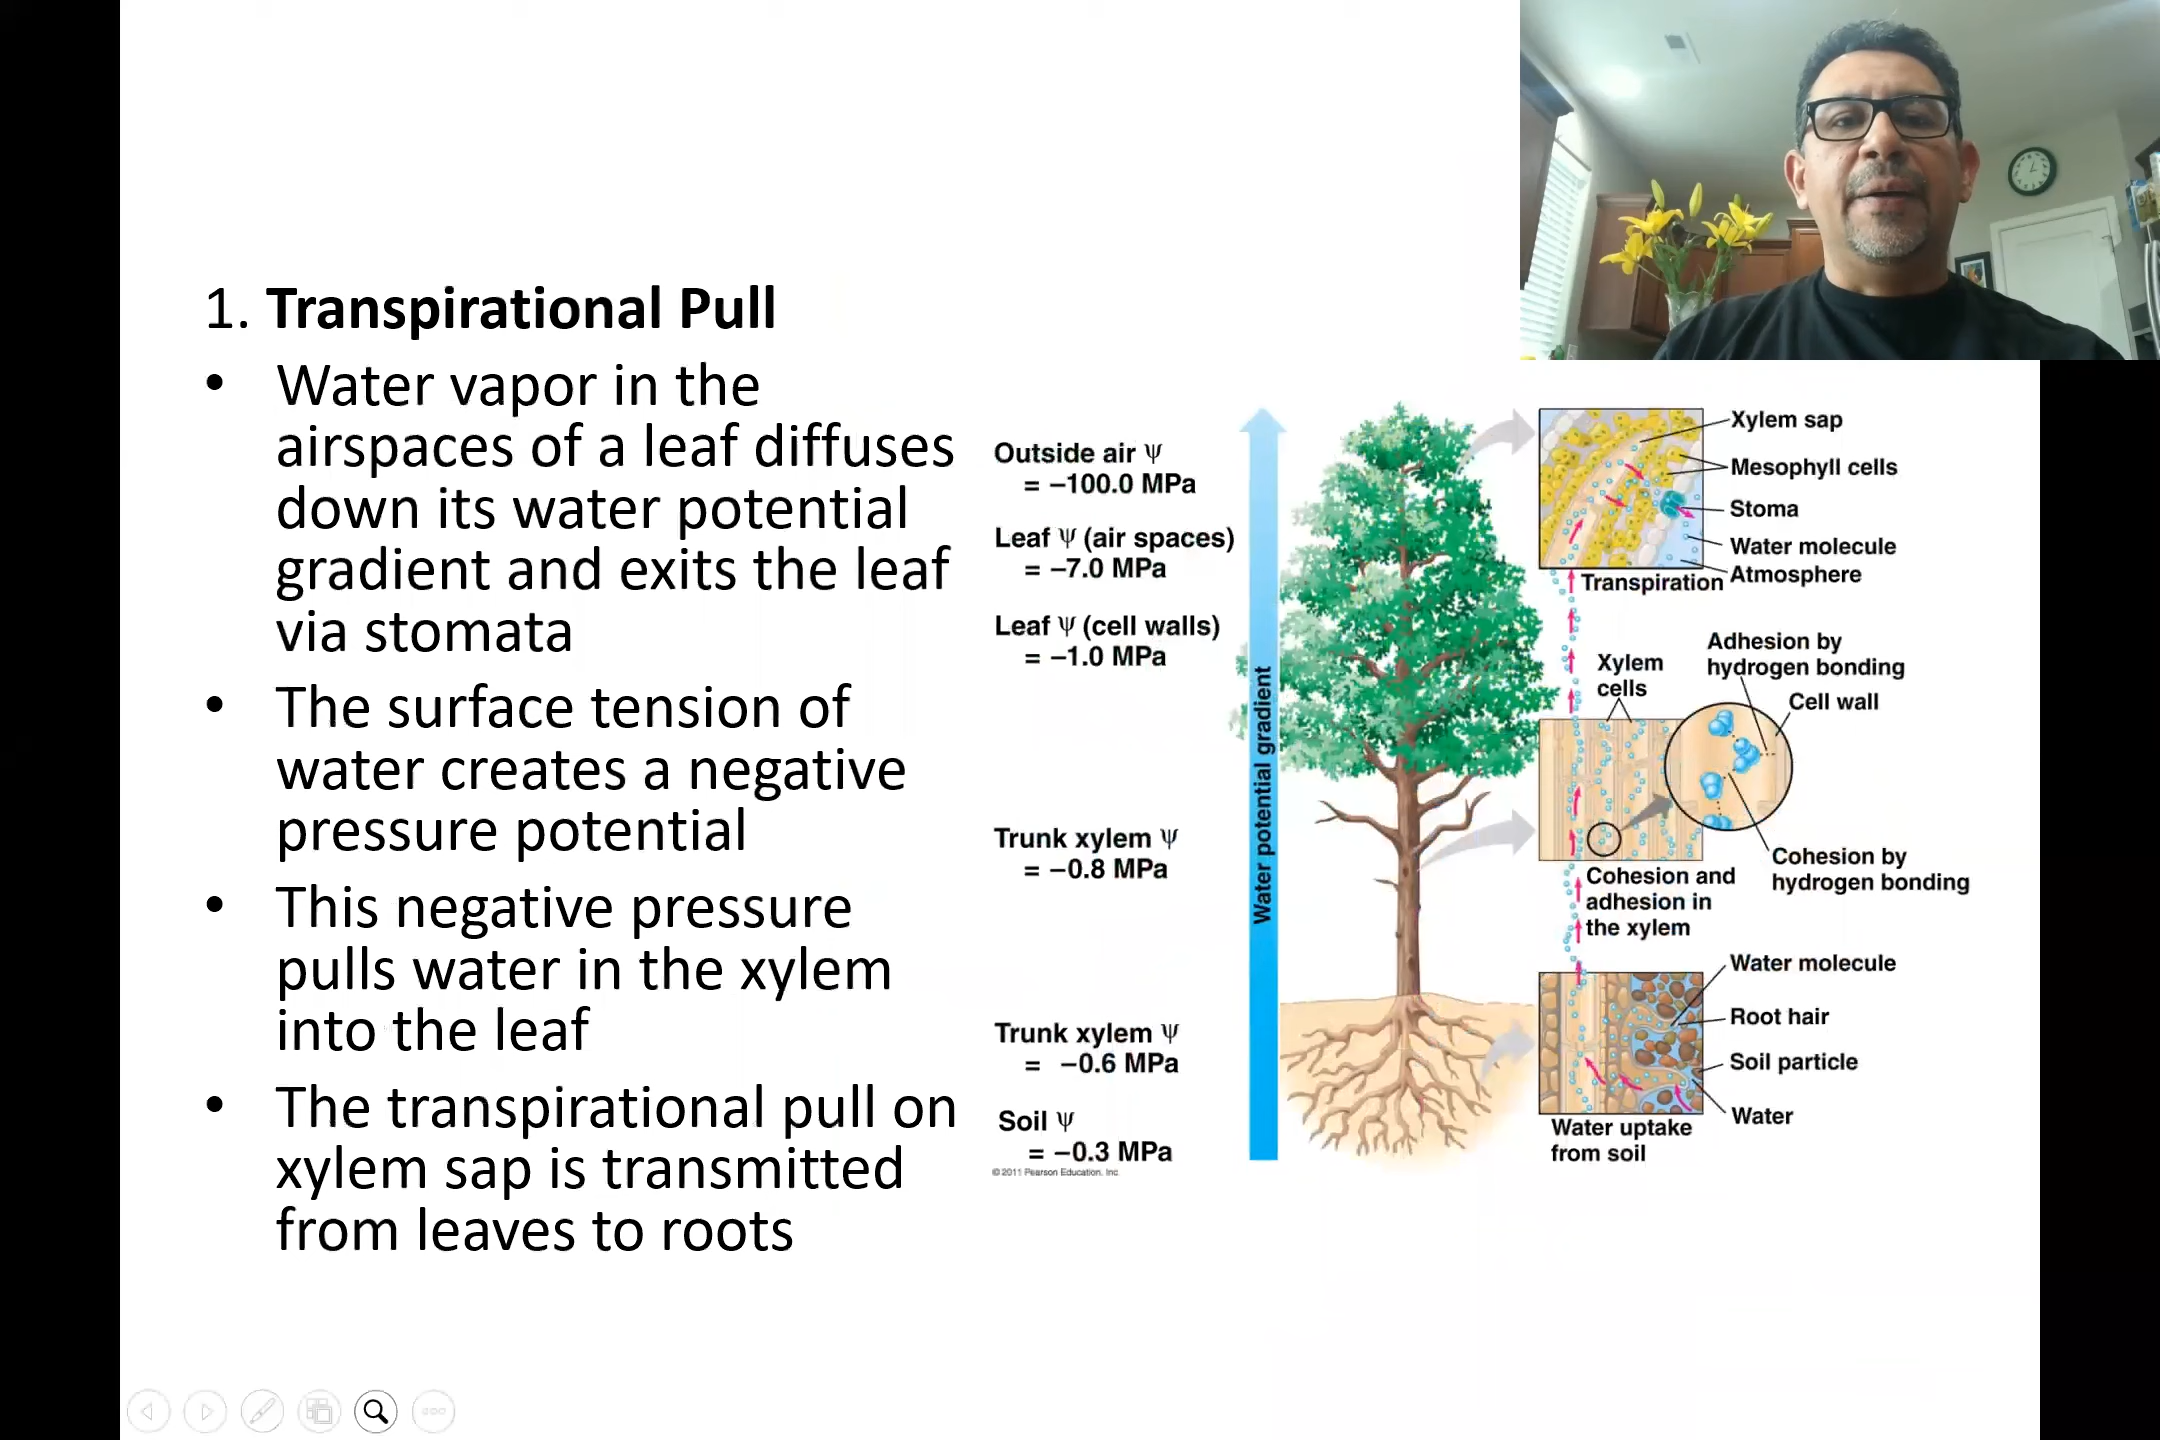 1. Transpirational Pull
• Water vapor in the
airspaces of a leaf diffuses
down its water potential
gradient and exits the leaf
via stomata
• The surface tension of
water creates a negative
pressure potential
• This negative pressure
pulls water in the xylem
into the leaf
• The transpirational pull on
xylem sap is transmitted
from leaves to roots
Outside air Ψ
= –100.0 MPa
Leaf Ψ (air spaces)
= –7.0 MPa
Leaf Ψ (cell walls)
= –1.0 MPa
Trunk xylem Ψ
= –0.8 MPa
Trunk xylem Ψ
= –0.6 MPa
Soil Ψ
= –0.3 MPa
© 2011 Pearson Education, Inc
Water potential gradient
Xylem sap
Mesophyll cells
Stoma
Water molecule
Atmosphere
Transpiration
Adhesion by
hydrogen bonding
Xylem
cells
Cell wall
Cohesion by
hydrogen bonding
Cohesion and
adhesion in
the xylem
Water molecule
Root hair
Soil particle
Water
Water uptake
from soil